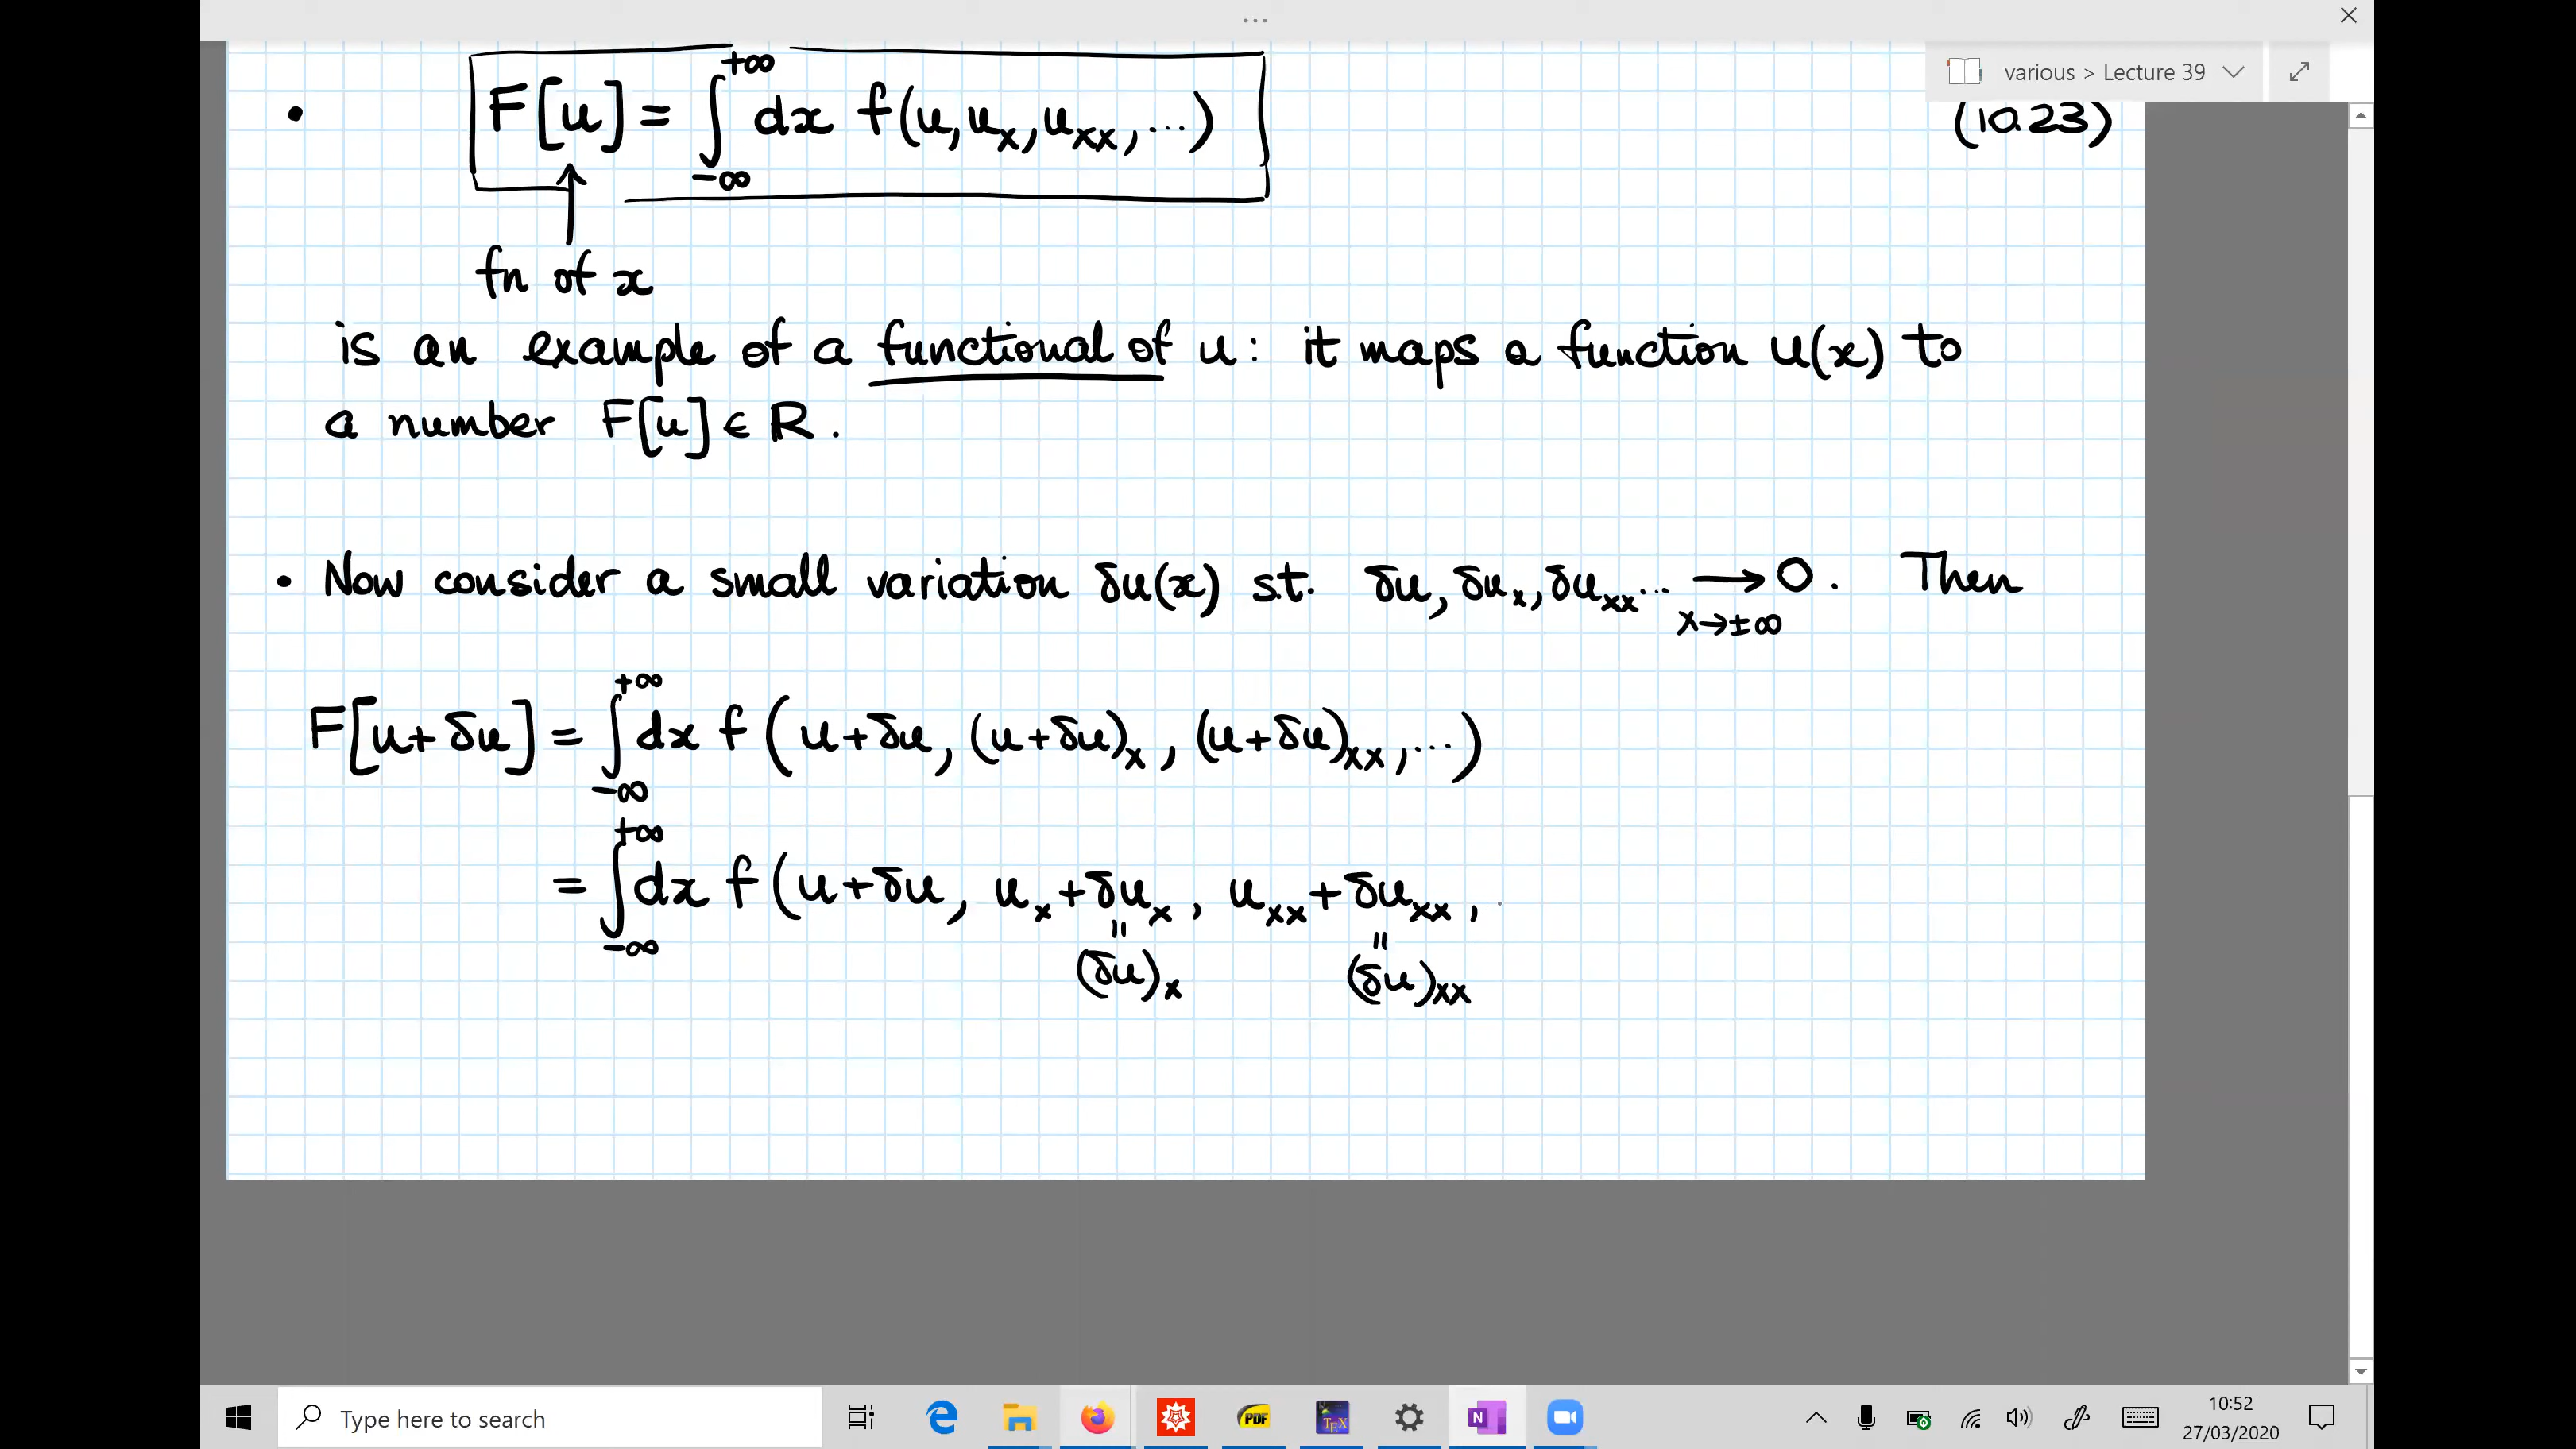 ...
various > Lecture 39
• F[u] = ∫_{-∞}^{+∞} dx f(u, u_x, u_xx, ...) (10.23)
↑
fn of x
is an example of a functional of u: it maps a function u(x) to
a number F[u] ∈ R.
• Now consider a small variation δu(x) s.t. δu, δu_x, δu_xx... ⟶_{x→±∞} 0. Then
F[u+δu] = ∫_{-∞}^{+∞} dx f(u+δu, (u+δu)_x, (u+δu)_xx, ...)
= ∫_{-∞}^{+∞} dx f(u+δu, u_x+δu_x, u_xx+δu_xx, .
= =
(δu)_x (δu)_xx
Type here to search
PDF
TEX
N
10:52
27/03/2020